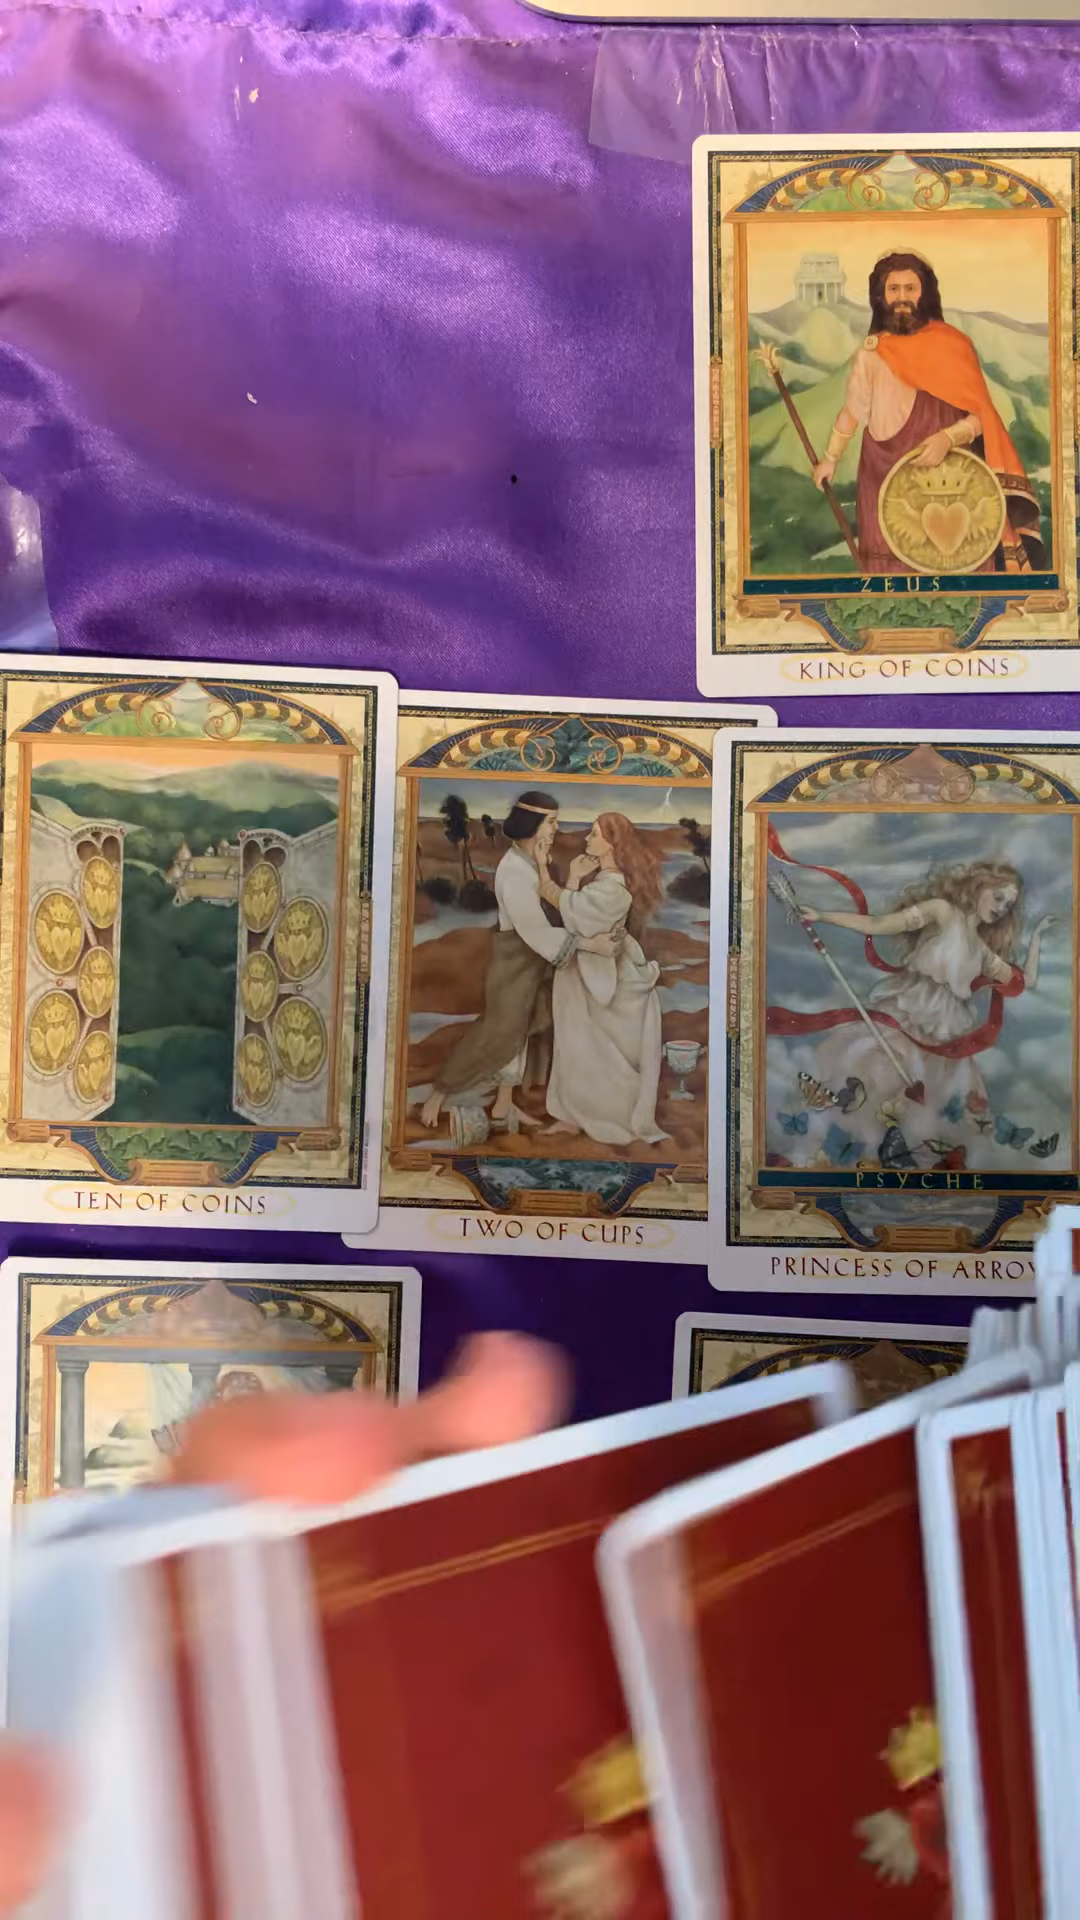 ZEUS
KING OF COINS
TEN OF COINS
TWO OF CUPS
PSYCHE
PRINCESS OF ARROW